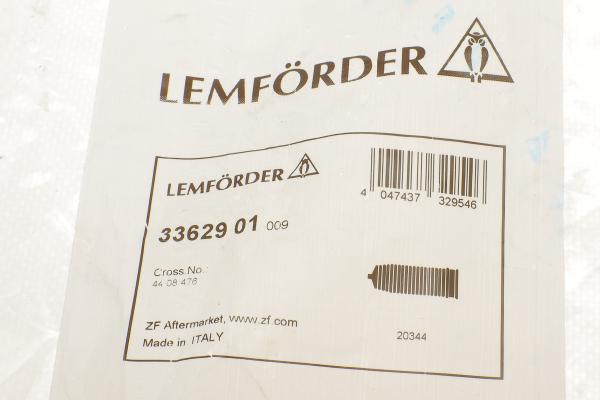 LEMFÖRDER
LEMFÖRDER
4 047437 329546
33629 01 009
Cross.No.:
44 08 476
ZF Aftermarket, www.zf.com
Made in ITALY
20344